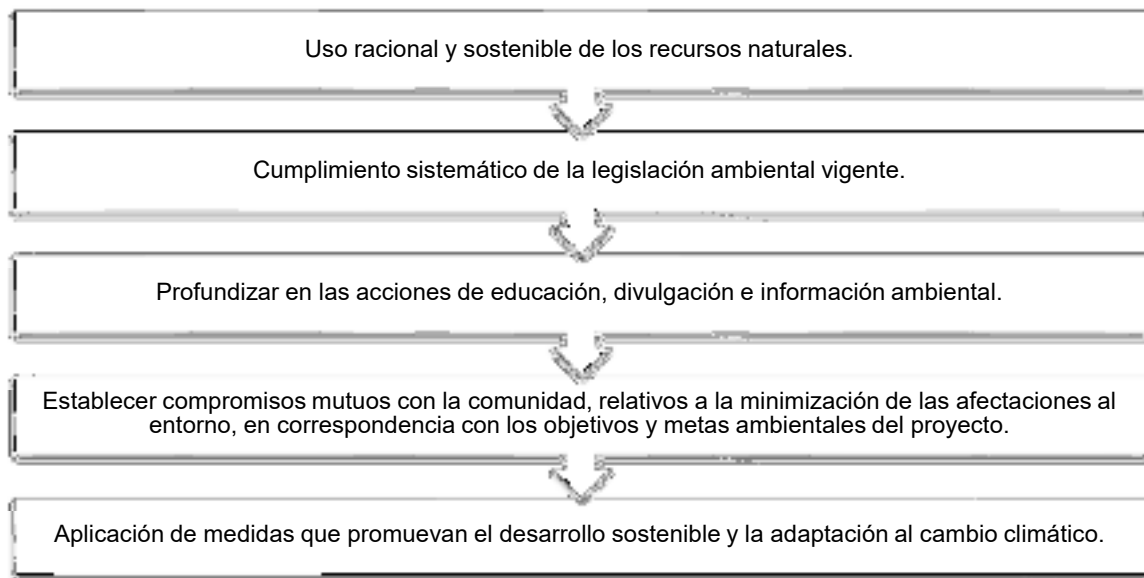 Uso racional y sostenible de los recursos naturales.
Cumplimiento sistemático de la legislación ambiental vigente.
Profundizar en las acciones de educación, divulgación e información ambiental.
Establecer compromisos mutuos con la comunidad, relativos a la minimización de las afectaciones al
entorno, en correspondencia con los objetivos y metas ambientales del proyecto.
Aplicación de medidas que promuevan el desarrollo sostenible y la adaptación al cambio climático.